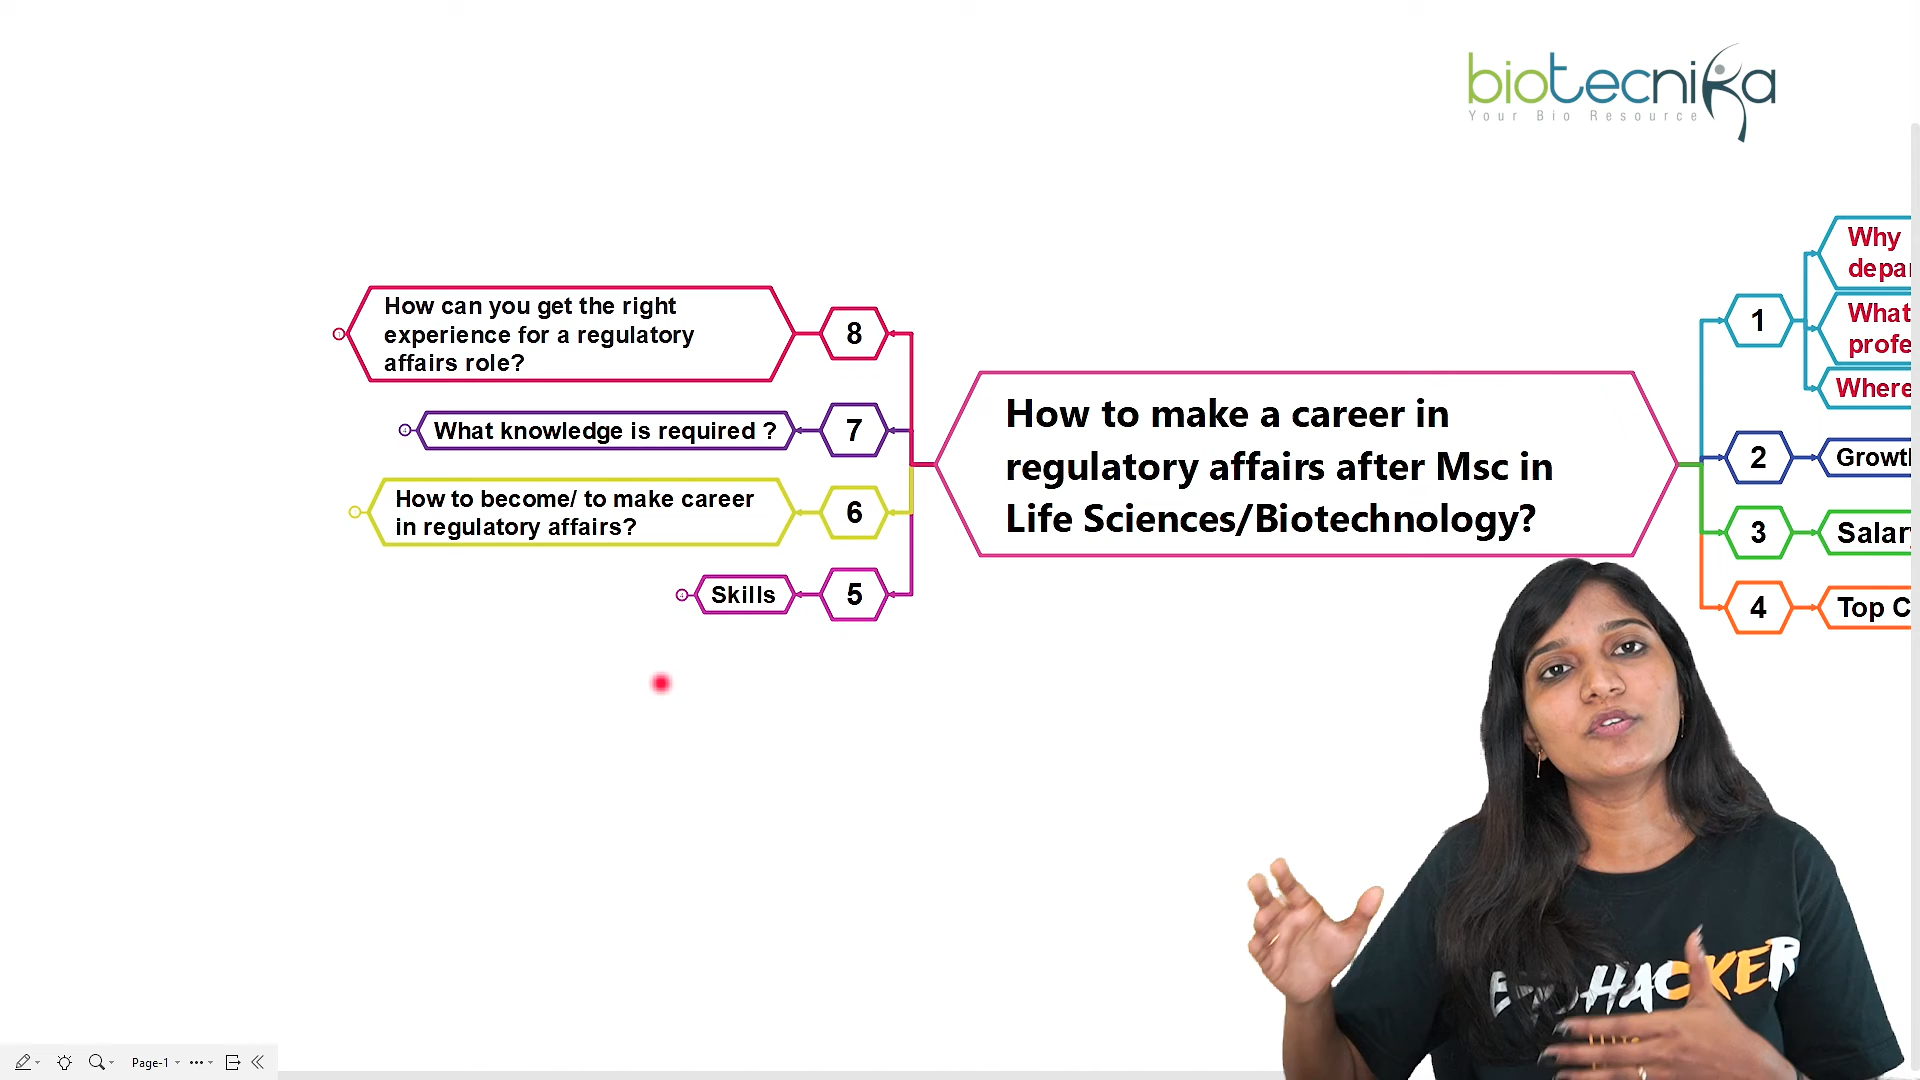 biotecnika
Your Bio Resource
How can you get the right
experience for a regulatory
affairs role?
8
What knowledge is required ?
7
How to become/ to make career
in regulatory affairs?
6
Skills
5
How to make a career in
regulatory affairs after Msc in
Life Sciences/Biotechnology?
1
Why
What
Where
2
3
4
Top C
HACKER
Page-1